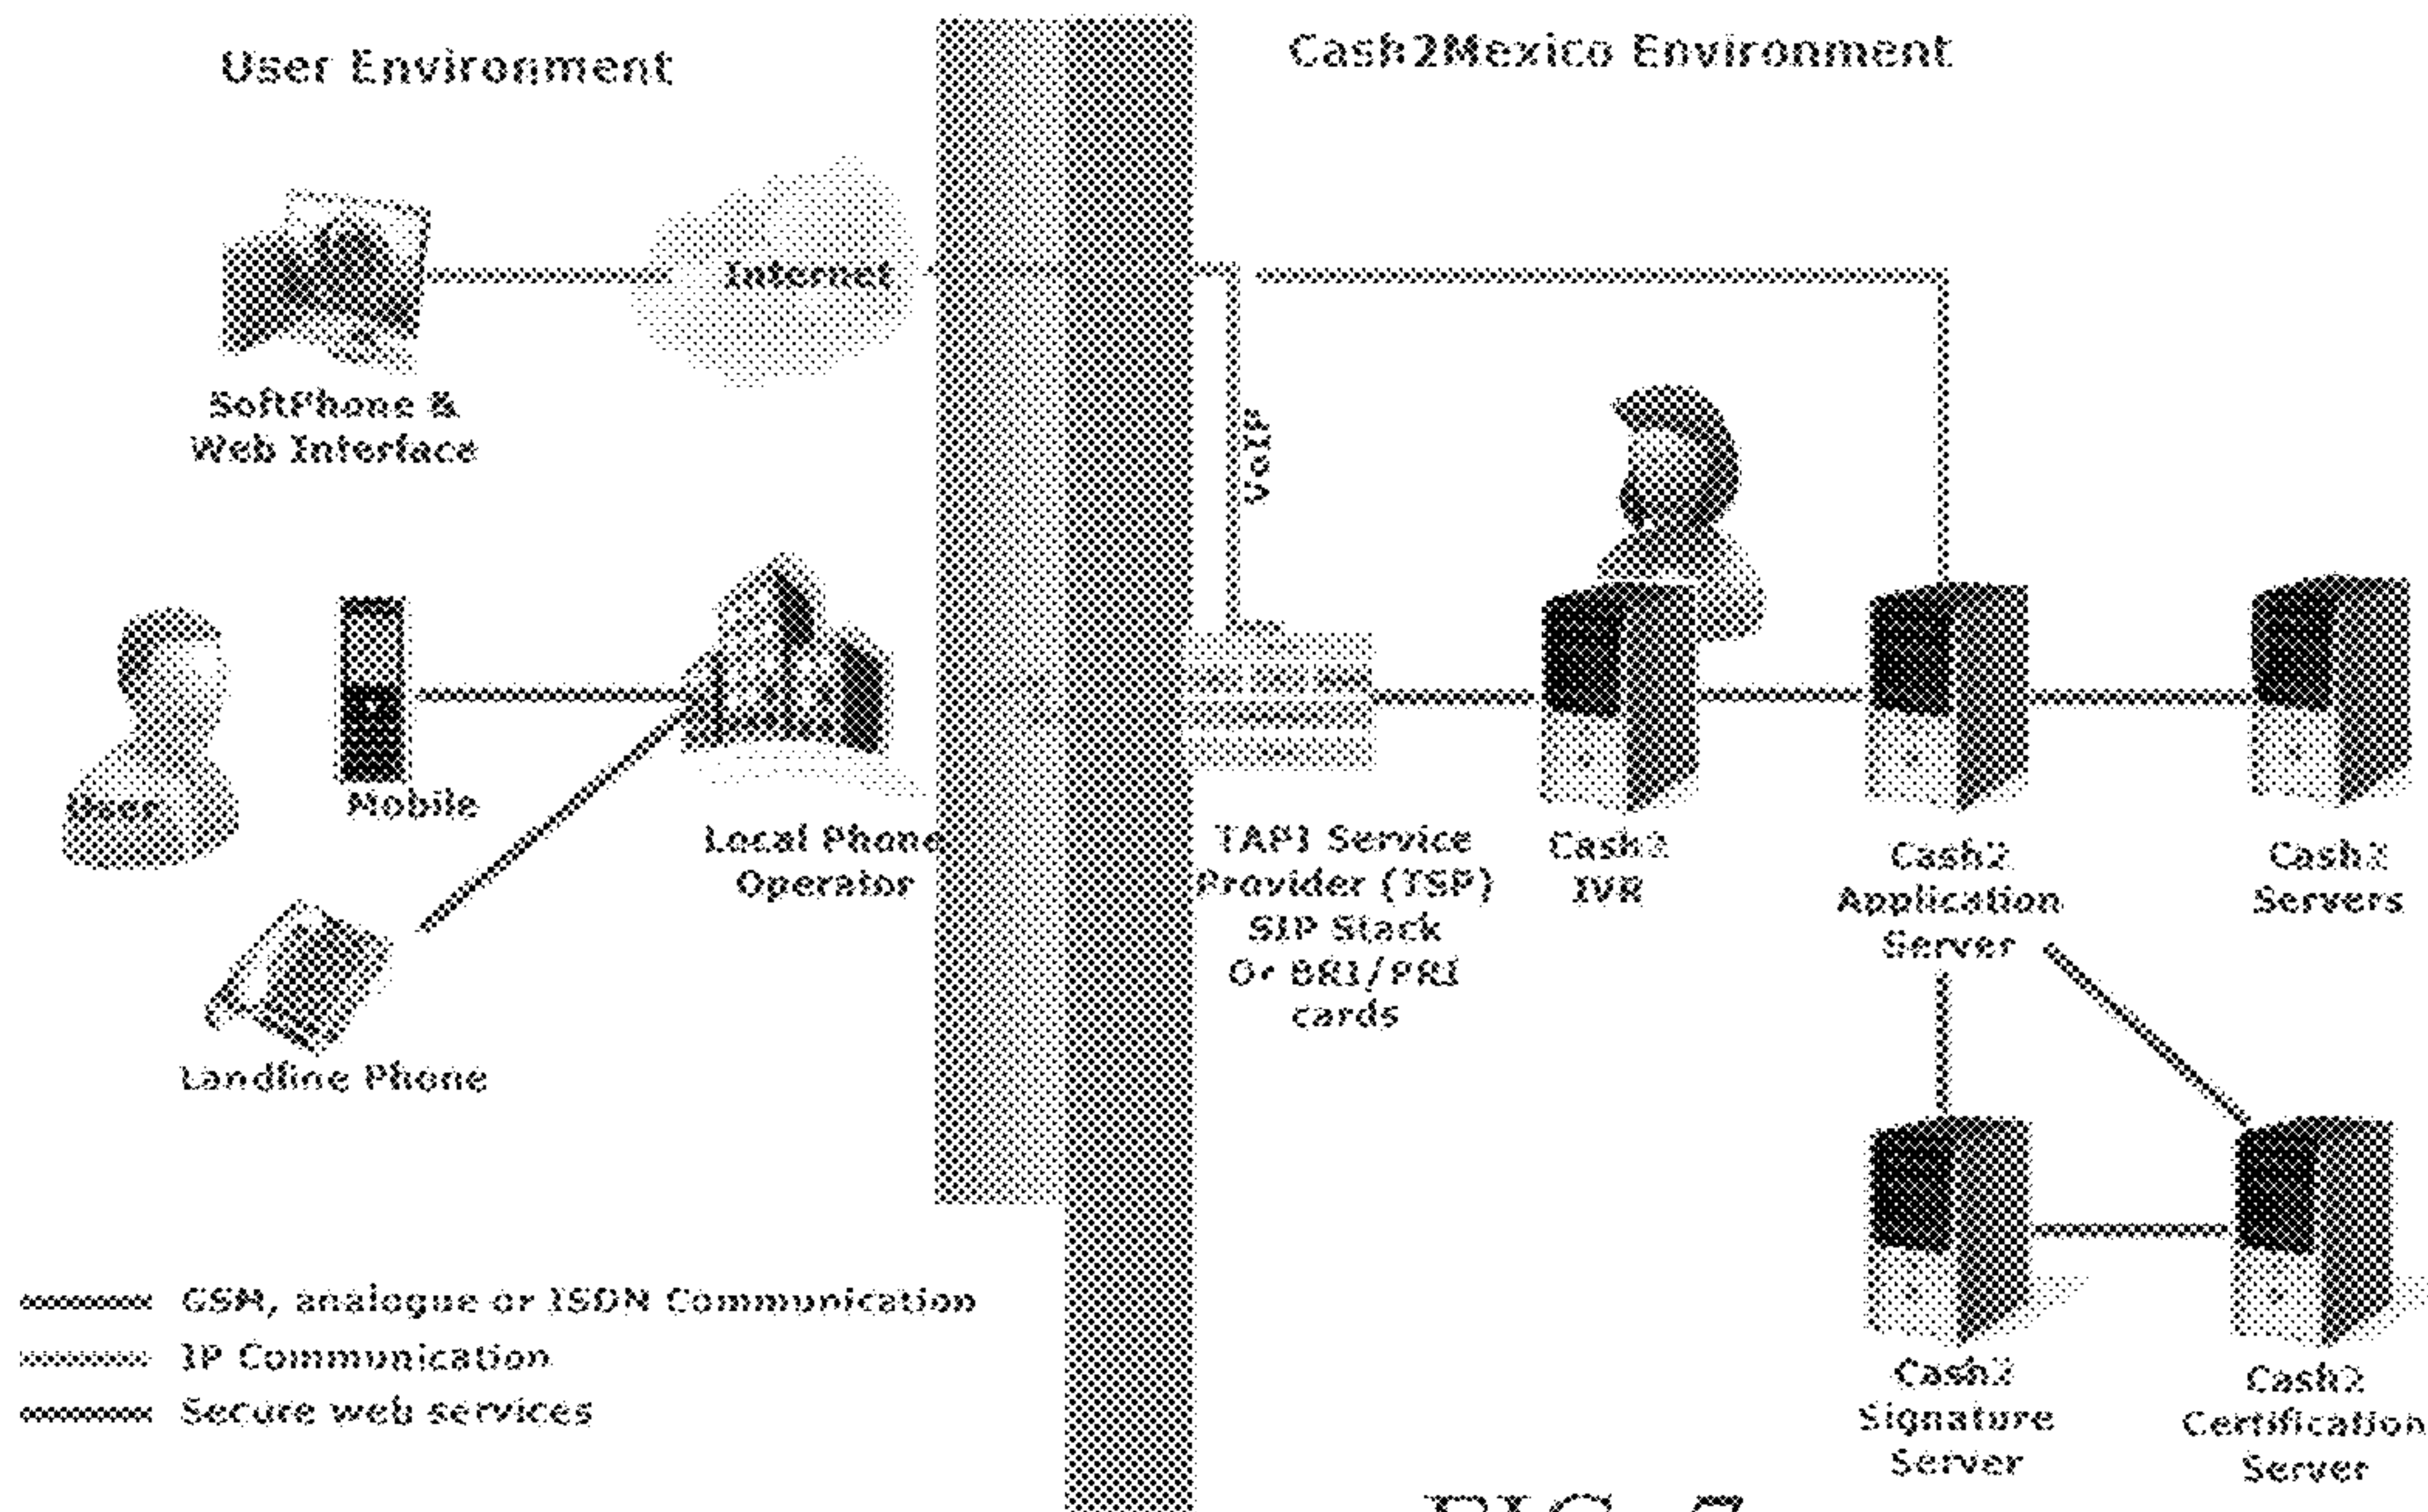 User Environment
Cash2Mexico Environment
Internet
SoftPhone &
Web Interface
VoIP
User
Mobile
Local Phone
Operator
Landline Phone
TAPI Service
Provider (TSP)
SIP Stack
Or BRI/PRI
cards
Cash2
IVR
Cash2
Application
Server
Cash2
Servers
GSM, analogue or ISDN Communication
IP Communication
Secure web services
Cash2
Signature
Server
Cash2
Certification
Server
FIG. 7